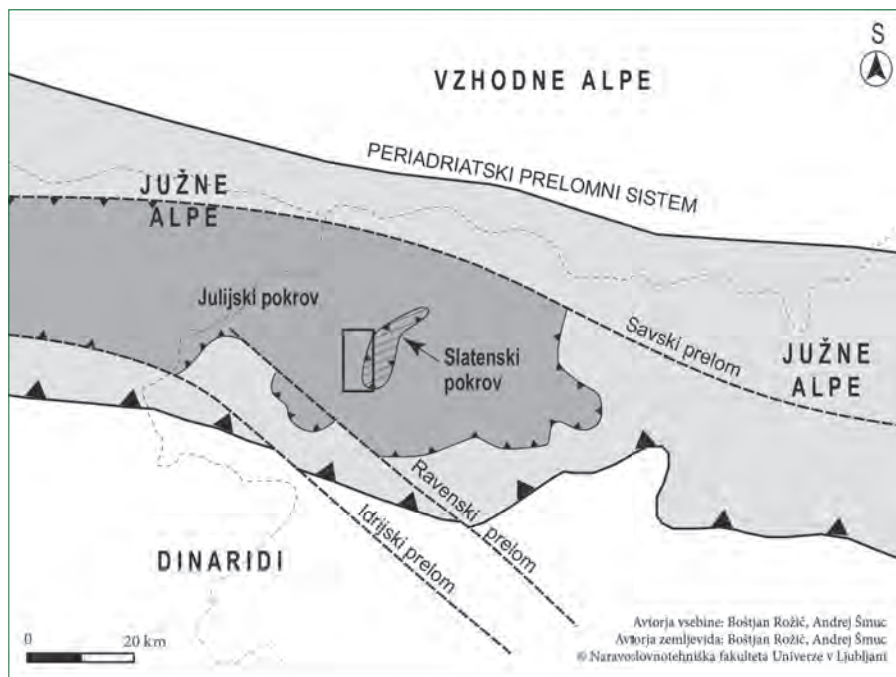 S
VZHODNE ALPE
PERIADRIATSKI PRELOMNI SISTEM
JUŽNE
ALPE
Julijski pokrov
Slatenski
pokrov
Savski prelom
JUŽNE
ALPE
Ravenski prelom
Idrijski prelom
DINARIDI
0 20 km
Avtorja vsebine: Boštjan Rožič, Andrej Šmuc
Avtorja zemljevida: Boštjan Rožič, Andrej Šmuc
© Naravoslovnotehniška fakulteta Univerze v Ljubljani